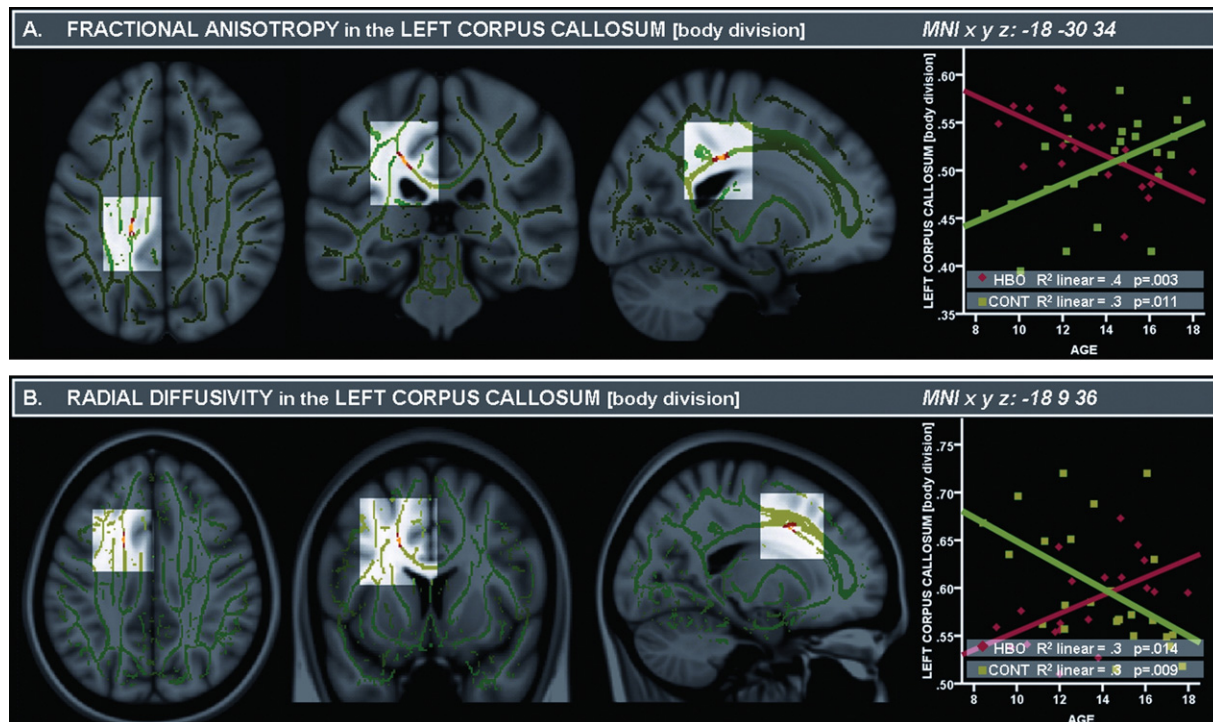 A. FRACTIONAL ANISOTROPY in the LEFT CORPUS CALLOSUM [body division] MNI x y z: -18 -30 34
LEFT CORPUS CALLOSUM [body division]
.60
.55
.50
.45
.40
.35
HBO R² linear = .4 p=.003
CONT R² linear = .3 p=.011
8 10 12 14 16 18
AGE
B. RADIAL DIFFUSIVITY in the LEFT CORPUS CALLOSUM [body division] MNI x y z: -18 9 36
LEFT CORPUS CALLOSUM [body division]
.75
.70
.65
.60
.55
.50
HBO R² linear = .3 p=.014
CONT R² linear = .3 p=.009
8 10 12 14 16 18
AGE